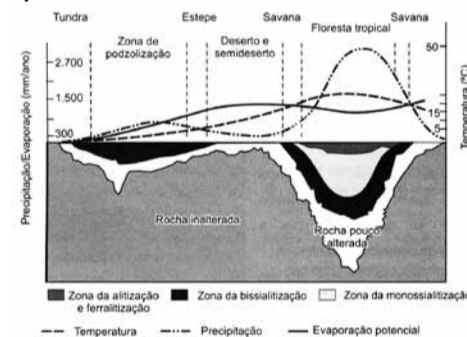 Tundra
Estepe
Savana
Savana
Floresta tropical
Zona de podzolização
Deserto e semideserto
Precipitação/Evaporação (mm/ano)
2.700
1.500
300
50
15
5
Temperatura (ºC)
Rocha inalterada
Rocha pouco alterada
Zona da alitização e ferralitização
Zona da bissialitização
Zona da monossialitização
Temperatura
Precipitação
Evaporação potencial